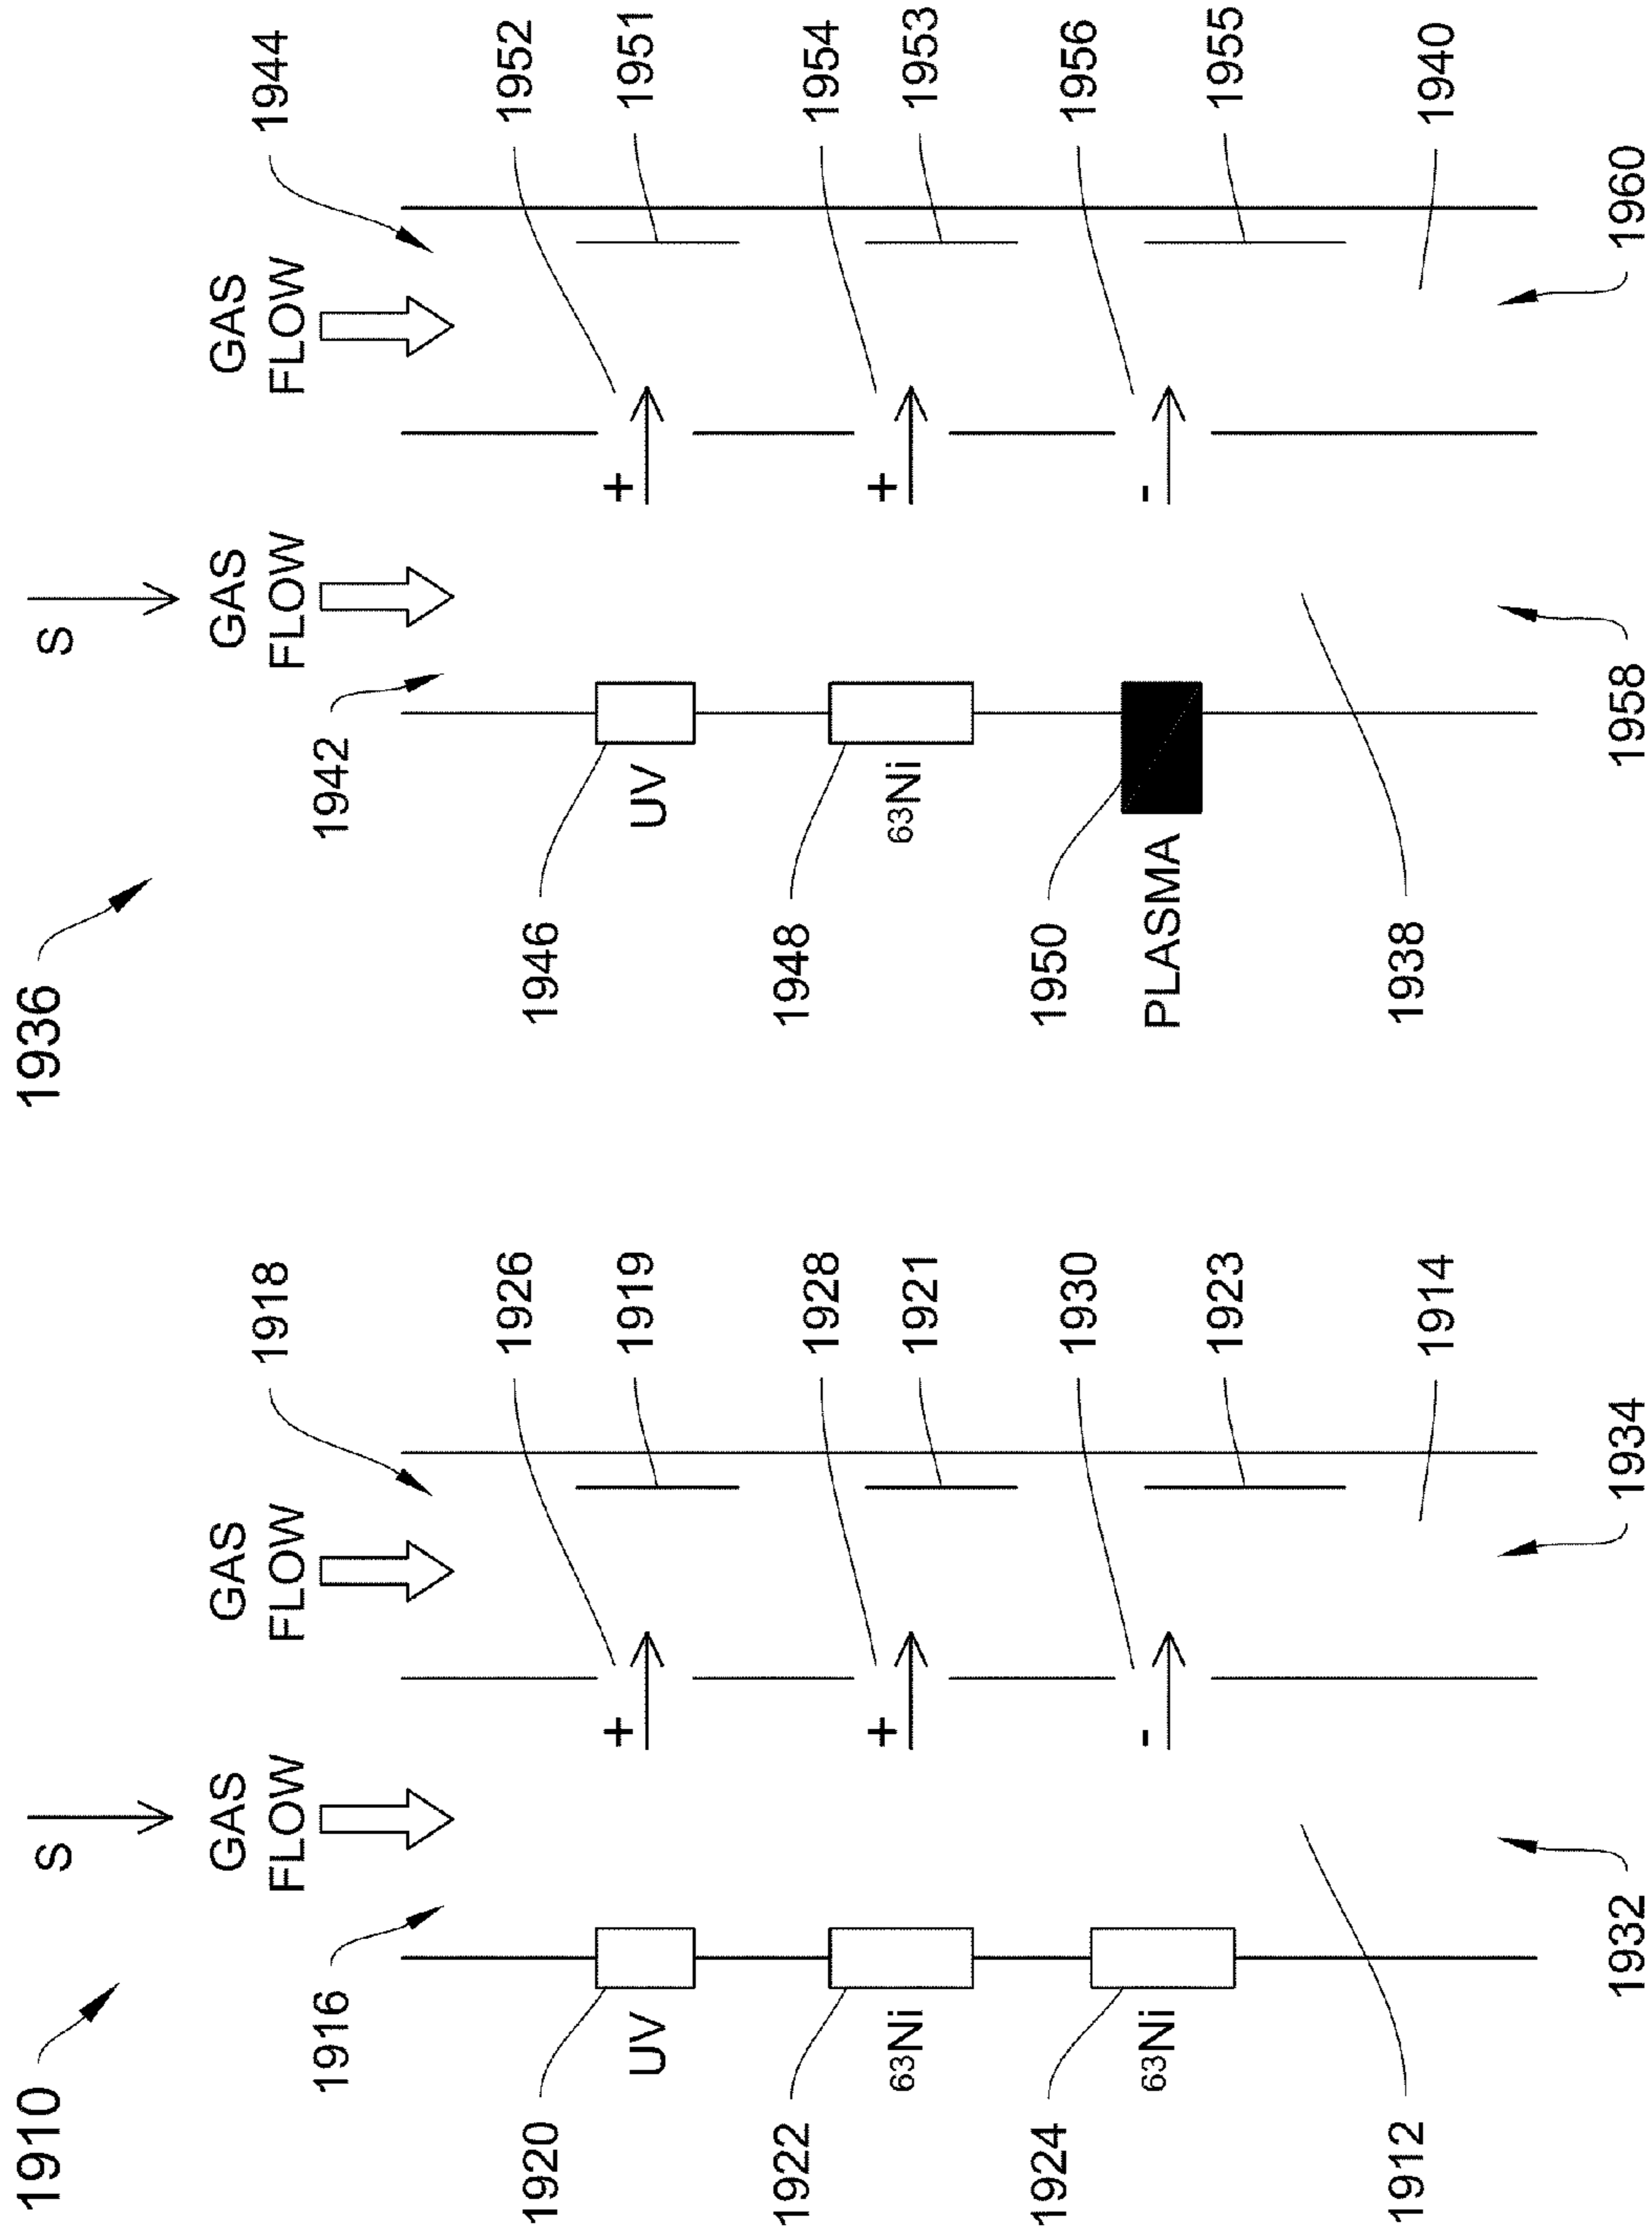 1910
S
GAS
FLOW
GAS
FLOW
1918
1916
1926
1920
+
1919
UV
1922
1928
+
⁶³Ni
1921
1924
1930
-
⁶³Ni
1923
1912
1914
1932
1934
1936
S
GAS
FLOW
GAS
FLOW
1944
1942
1952
1946
+
1951
UV
1948
1954
+
⁶³Ni
1953
1950
1956
-
PLASMA
1955
1938
1940
1958
1960